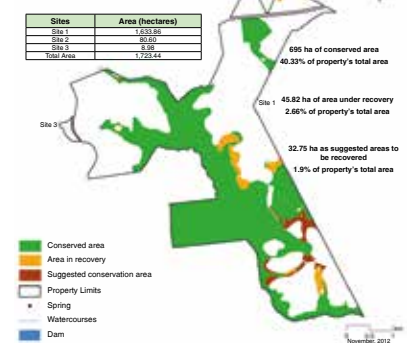 Sites Area (hectares)
Site 1 1,633.86
Site 2 80.60
Site 3 8.98
Total Area 1,723.44
695 ha of conserved area
40.33% of property's total area
Site 1
45.82 ha of area under recovery
2.66% of property's total area
Site 3
32.75 ha as suggested areas to
be recovered
1.9% of property's total area
Conserved area
Area in recovery
Suggested conservation area
Property Limits
Spring
Watercourses
Dam
November, 2012